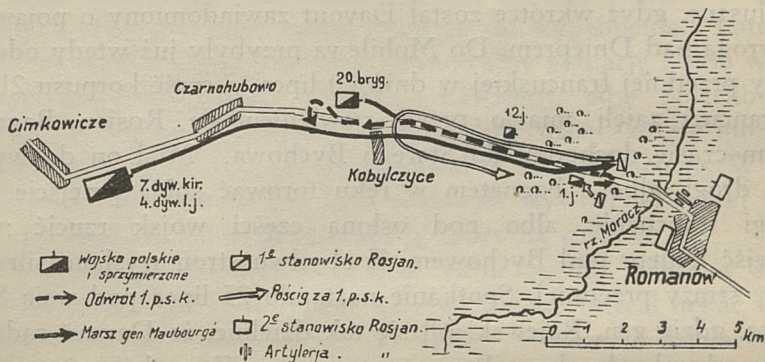 20. bryg.
Czarnohubowo
Cimkowicze
12 j.
Kobylczyce
7. dyw. kir.
4. dyw. l. j.
1. j.
rz. Morocz
Romanów
Wojska polskie
i sprzymierzone
1e stanowisko Rosjan.
Odwrót 1. p. s. k.
Pościg za 1. p. s. k.
Marsz gen. Maubourga
2e stanowisko Rosjan.
Artylerja . "
0 1 2 3 4 5 km